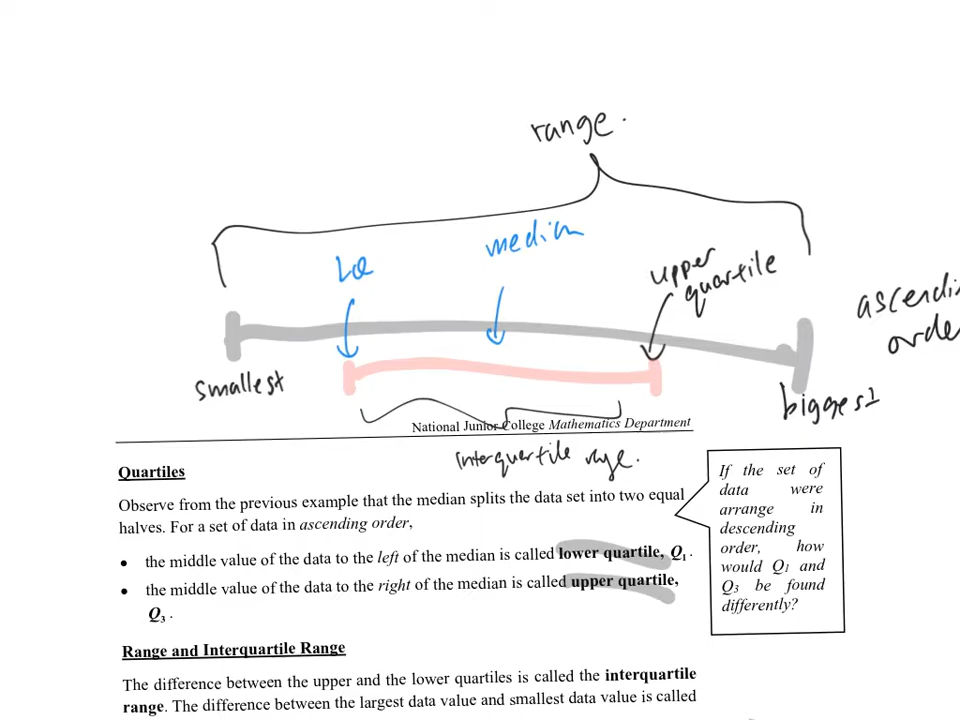 range.
median
LQ
upper
quartile
ascendin
order
smallest
biggest
National Junior College Mathematics Department
interquartile range.
Quartiles
Observe from the previous example that the median splits the data set into two equal
halves. For a set of data in ascending order,
• the middle value of the data to the left of the median is called lower quartile, Q₁.
• the middle value of the data to the right of the median is called upper quartile,
Q₃.
If the set of
data were
arrange in
descending
order, how
would Q₁ and
Q₃ be found
differently?
Range and Interquartile Range
The difference between the upper and the lower quartiles is called the interquartile
range. The difference between the largest data value and smallest data value is called